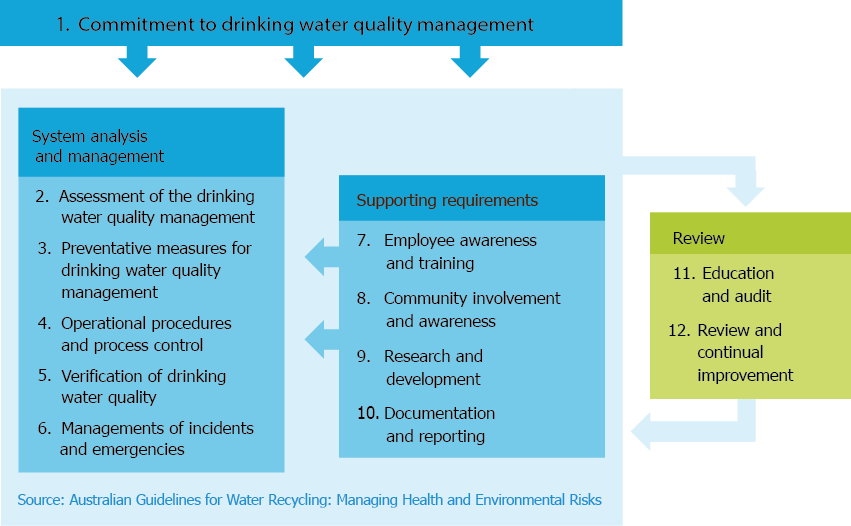 1. Commitment to drinking water quality management
System analysis
and management
2. Assessment of the drinking
water quality management
3. Preventative measures for
drinking water quality
management
4. Operational procedures
and process control
5. Verification of drinking
water quality
6. Managements of incidents
and emergencies
Supporting requirements
7. Employee awareness
and training
8. Community involvement
and awareness
9. Research and
development
10. Documentation
and reporting
Review
11. Education
and audit
12. Review and
continual
improvement
Source: Australian Guidelines for Water Recycling: Managing Health and Environmental Risks